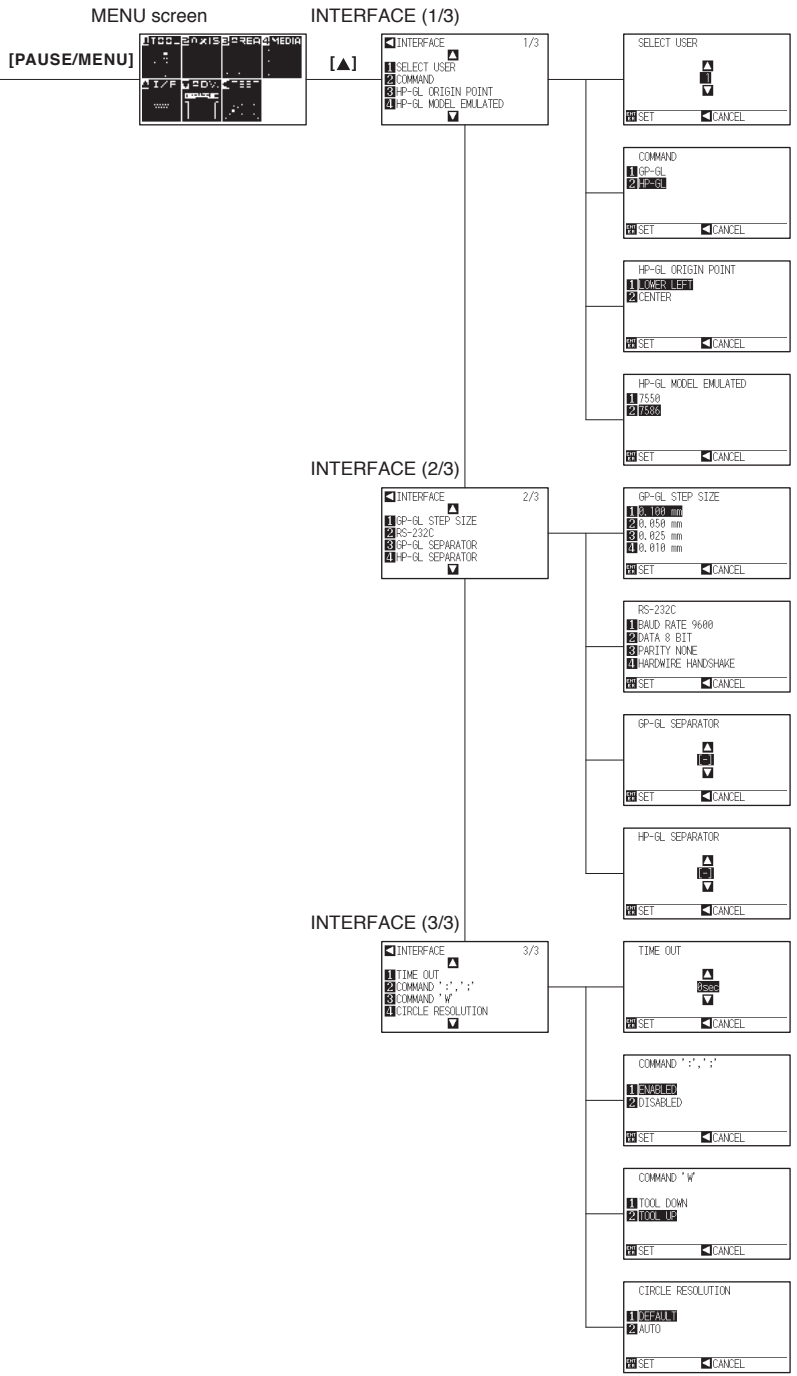 MENU screen
INTERFACE (1/3)
[PAUSE/MENU]
[▲]
4 MEDIA
I/F
◀ INTERFACE 1/3
▲
1 SELECT USER
2 COMMAND
3 HP-GL ORIGIN POINT
4 HP-GL MODEL EMULATED
▼
SELECT USER
▲
1
▼
SET ◀ CANCEL
COMMAND
1 GP-GL
2 HP-GL
SET ◀ CANCEL
HP-GL ORIGIN POINT
1 LOWER LEFT
2 CENTER
SET ◀ CANCEL
HP-GL MODEL EMULATED
1 7550
2 7586
SET ◀ CANCEL
INTERFACE (2/3)
◀ INTERFACE 2/3
▲
1 GP-GL STEP SIZE
2 RS-232C
3 GP-GL SEPARATOR
4 HP-GL SEPARATOR
▼
GP-GL STEP SIZE
1 0.100 mm
2 0.050 mm
3 0.025 mm
4 0.010 mm
SET ◀ CANCEL
RS-232C
1 BAUD RATE 9600
2 DATA 8 BIT
3 PARITY NONE
4 HARDWIRE HANDSHAKE
SET ◀ CANCEL
GP-GL SEPARATOR
▲
[-]
▼
SET ◀ CANCEL
HP-GL SEPARATOR
▲
[-]
▼
SET ◀ CANCEL
INTERFACE (3/3)
◀ INTERFACE 3/3
▲
1 TIME OUT
2 COMMAND ':',';'
3 COMMAND 'W'
4 CIRCLE RESOLUTION
▼
TIME OUT
▲
0sec
▼
SET ◀ CANCEL
COMMAND ':',';'
1 ENABLED
2 DISABLED
SET ◀ CANCEL
COMMAND 'W'
1 TOOL DOWN
2 TOOL UP
SET ◀ CANCEL
CIRCLE RESOLUTION
1 DEFAULT
2 AUTO
SET ◀ CANCEL